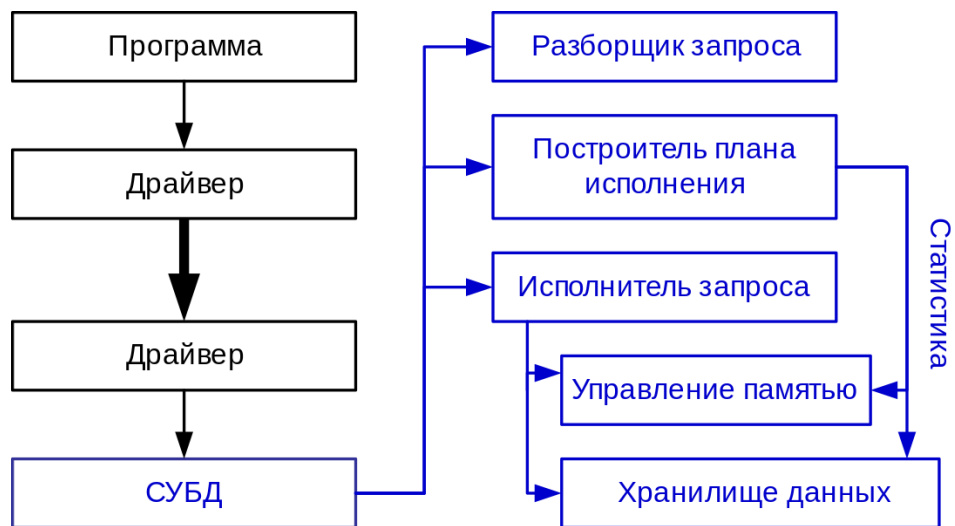 Программа
Драйвер
Драйвер
СУБД
Разборщик запроса
Построитель плана
исполнения
Исполнитель запроса
Управление памятью
Хранилище данных
Статистика